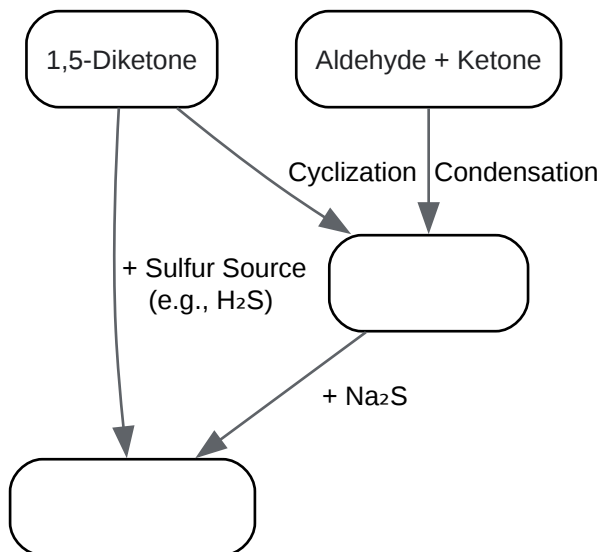 1,5-Diketone
Aldehyde + Ketone
Cyclization
Condensation
+ Sulfur Source
(e.g., H₂S)
+ Na₂S